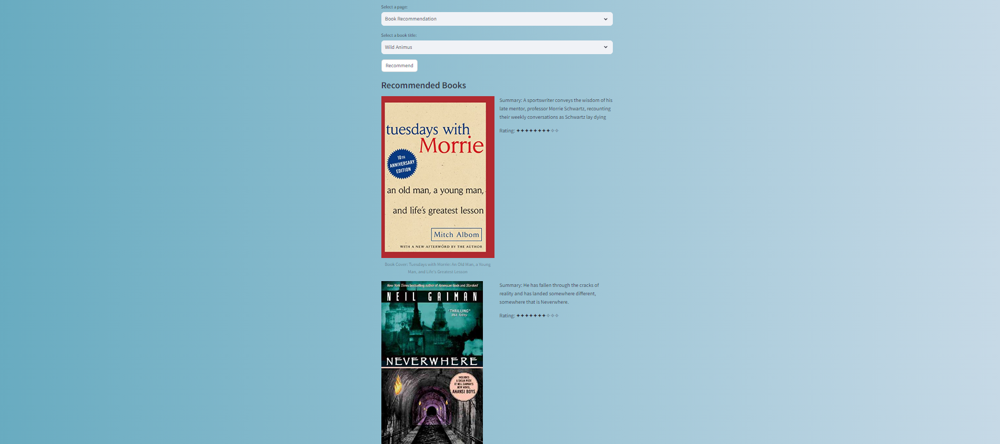 Select a page:
Book Recommendation
Select a book title:
Wild Animus
Recommend
Recommended Books
tuesdays with
Morrie
10TH
ANNIVERSARY
EDITION
an old man, a young man,
and life's greatest lesson
Mitch Albom
WITH A NEW AFTERWORD BY THE AUTHOR
Summary: A sportswriter conveys the wisdom of his
late mentor, professor Morrie Schwartz, recounting
their weekly conversations as Schwartz lay dying
Rating: ✦✦✦✦✦✦✦✦✧✧
Book Cover: Tuesdays with Morrie: An Old Man, a Young
Man, and Life's Greatest Lesson
New York Times bestselling author of American Gods and Stardust
NEIL GAIMAN
"THRILLING"
USA Today
NEVERWHERE
INCLUDES
A SNEAK PEEK
AT NEIL GAIMAN'S
NEW NOVEL,
ANANSI BOYS
Summary: He has fallen through the cracks of
reality and has landed somewhere different,
somewhere that is Neverwhere.
Rating: ✦✦✦✦✦✦✦✧✧✧